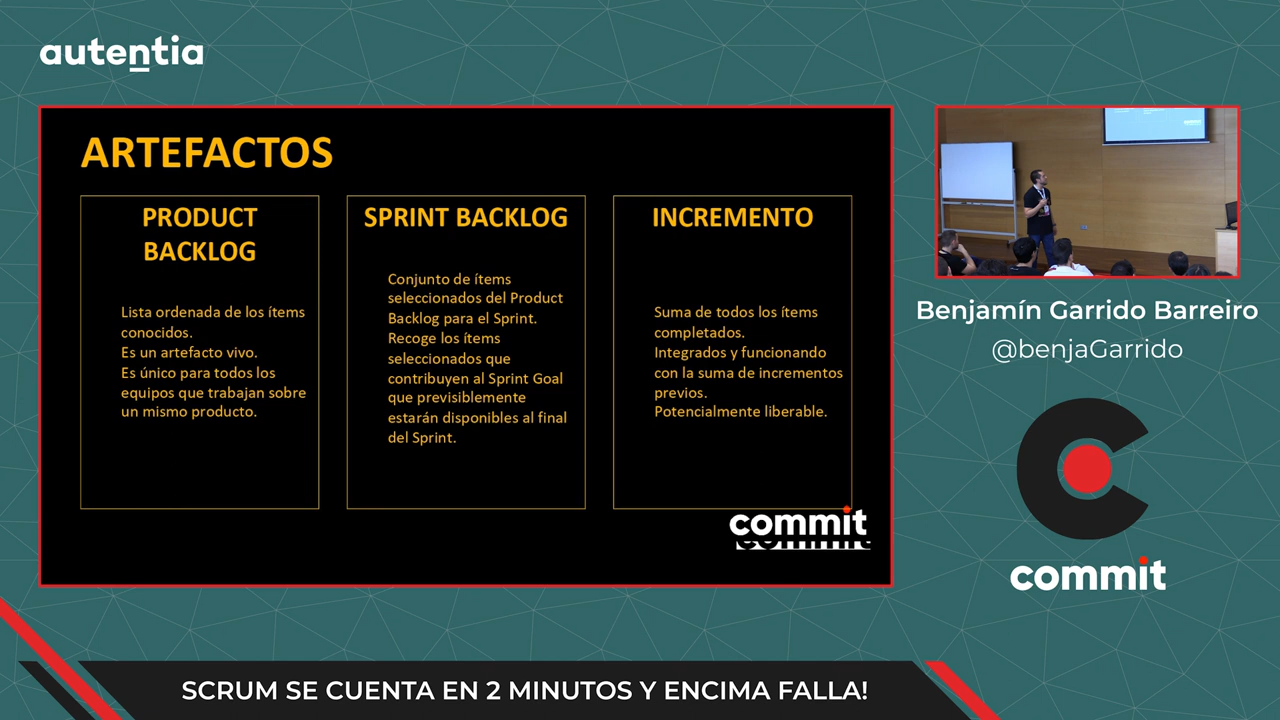 autentia
ARTEFACTOS
PRODUCT
BACKLOG
Lista ordenada de los ítems
conocidos.
Es un artefacto vivo.
Es único para todos los
equipos que trabajan sobre
un mismo producto.
SPRINT BACKLOG
Conjunto de ítems
seleccionados del Product
Backlog para el Sprint.
Recoge los ítems
seleccionados que
contribuyen al Sprint Goal
que previsiblemente
estarán disponibles al final
del Sprint.
INCREMENTO
Suma de todos los ítems
completados.
Integrados y funcionando
con la suma de incrementos
previos.
Potencialmente liberable.
commit
Benjamín Garrido Barreiro
@benjaGarrido
commit
SCRUM SE CUENTA EN 2 MINUTOS Y ENCIMA FALLA!